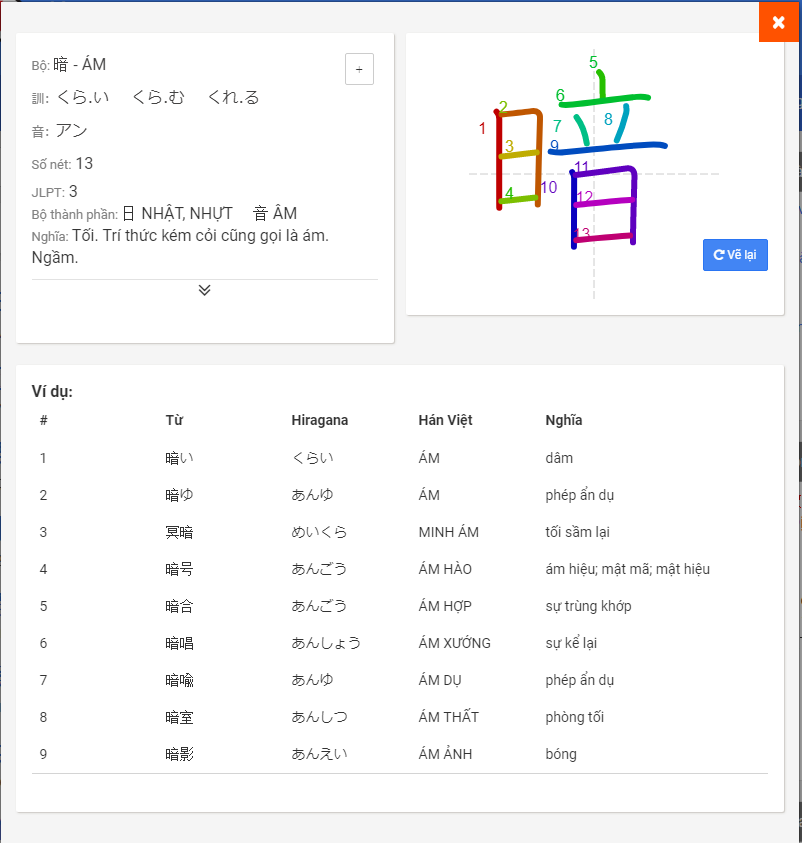 Bộ: 暗 - ÁM
+
訓: くら.い くら.む くれ.る
音: アン
Số nét: 13
JLPT: 3
Bộ thành phần: 日 NHẬT, NHỰT 音 ÂM
Nghĩa: Tối. Trí thức kém cỏi cũng gọi là ám.
Ngầm.
1 2 3 4 5 6 7 8 9 10 11 12 13
Vẽ lại
Ví dụ:
# Từ Hiragana Hán Việt Nghĩa
1 暗い くらい ÁM dâm
2 暗ゆ あんゆ ÁM phép ẩn dụ
3 冥暗 めいくら MINH ÁM tối sầm lại
4 暗号 あんごう ÁM HÀO ám hiệu; mật mã; mật hiệu
5 暗合 あんごう ÁM HỢP sự trùng khớp
6 暗唱 あんしょう ÁM XƯỚNG sự kể lại
7 暗喩 あんゆ ÁM DỤ phép ẩn dụ
8 暗室 あんしつ ÁM THẤT phòng tối
9 暗影 あんえい ÁM ẢNH bóng